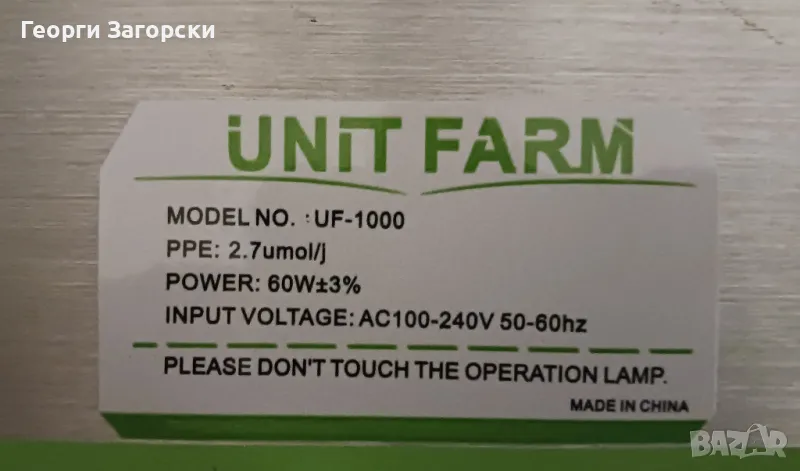 Георги Загорски
UNIT FARM
MODEL NO. :UF-1000
PPE: 2.7umol/j
POWER: 60W±3%
INPUT VOLTAGE: AC100-240V 50-60hz
PLEASE DON'T TOUCH THE OPERATION LAMP.
MADE IN CHINA
BAZAR